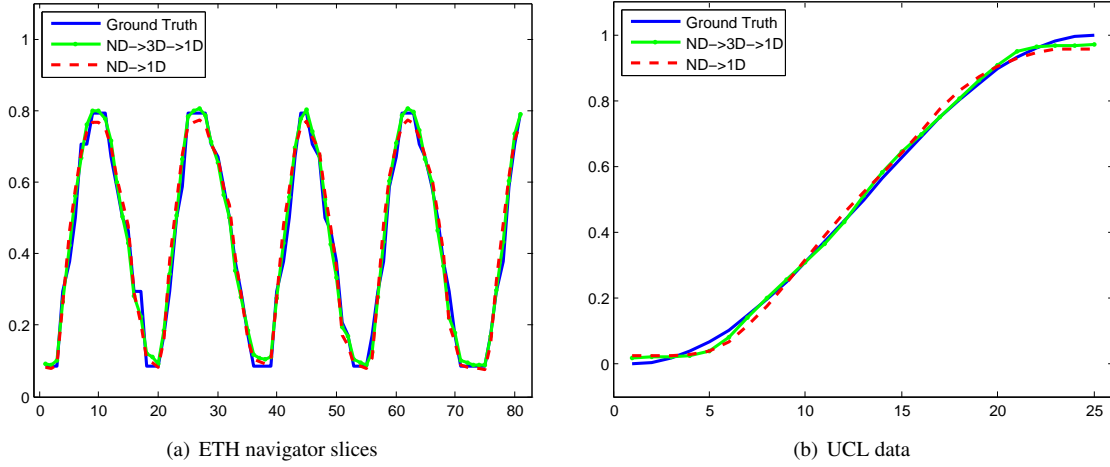 Ground Truth
ND->3D->1D
ND->1D
1
0.8
0.6
0.4
0.2
0
0 10 20 30 40 50 60 70 80
(a) ETH navigator slices
Ground Truth
ND->3D->1D
ND->1D
1
0.8
0.6
0.4
0.2
0
0 5 10 15 20 25
(b) UCL data